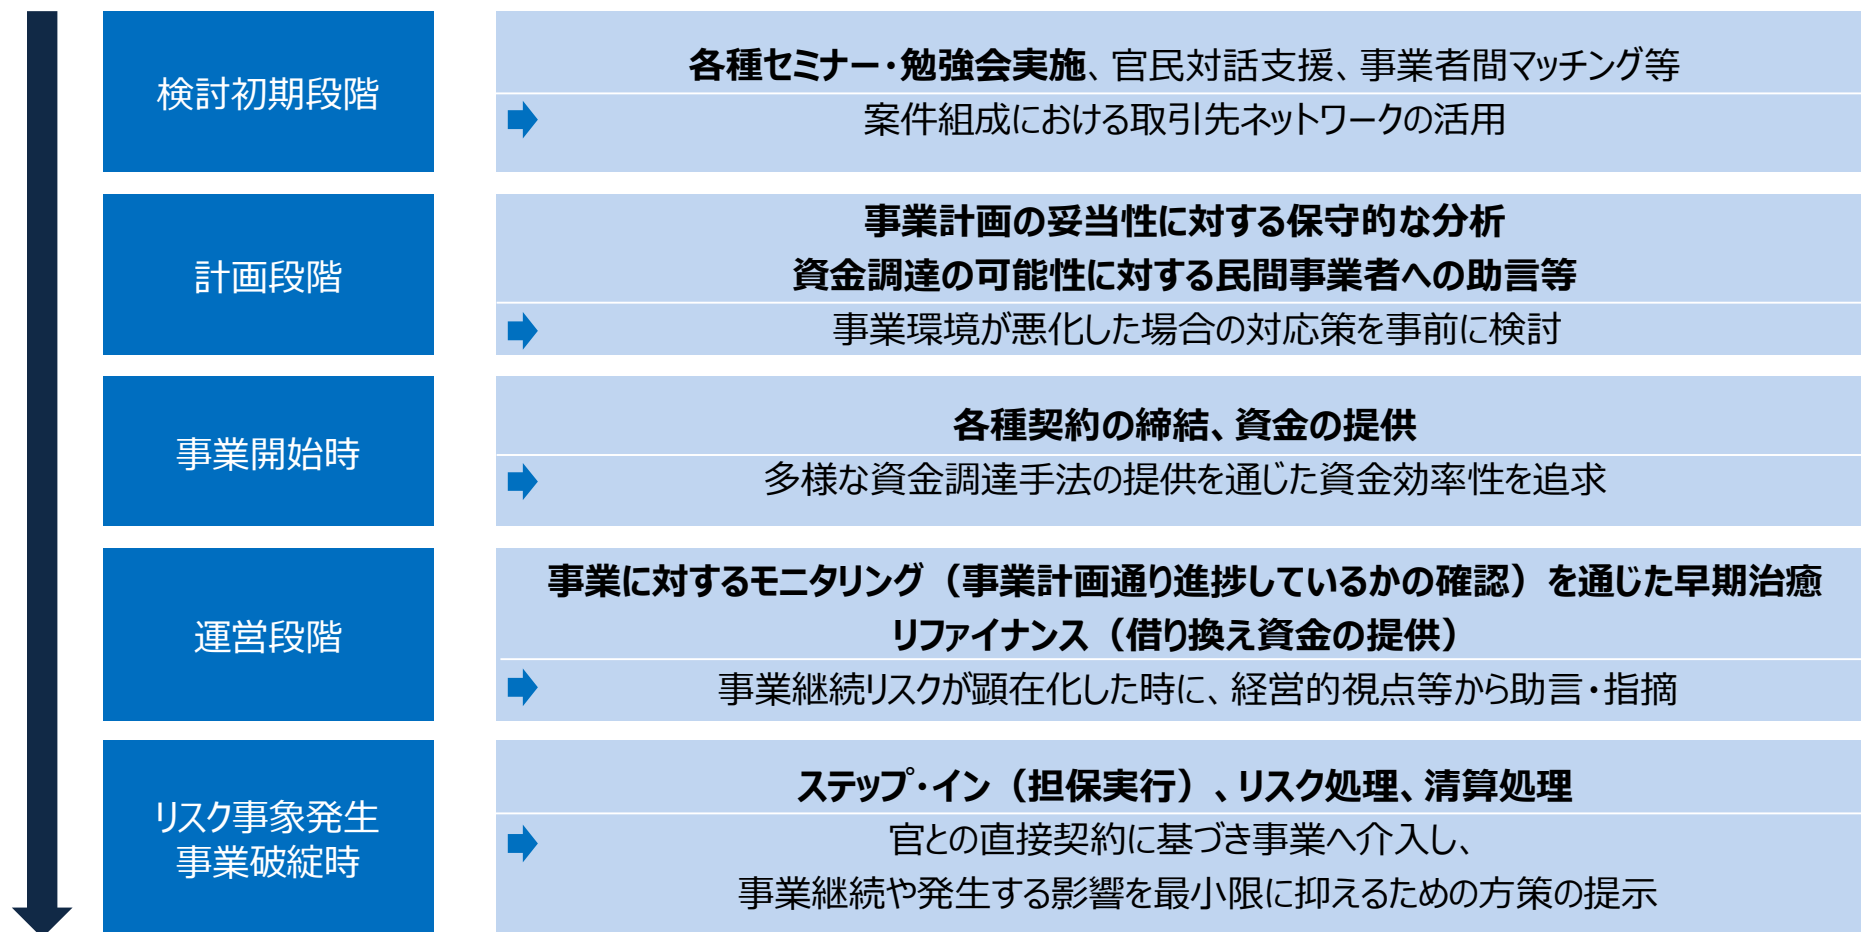 検討初期段階
各種セミナー・勉強会実施、官民対話支援、事業者間マッチング等
案件組成における取引先ネットワークの活用
計画段階
事業計画の妥当性に対する保守的な分析
資金調達の可能性に対する民間事業者への助言等
事業環境が悪化した場合の対応策を事前に検討
事業開始時
各種契約の締結、資金の提供
多様な資金調達手法の提供を通じた資金効率性を追求
運営段階
事業に対するモニタリング（事業計画通り進捗しているかの確認）を通じた早期治癒
リファイナンス（借り換え資金の提供）
事業継続リスクが顕在化した時に、経営的視点等から助言・指摘
リスク事象発生
事業破綻時
ステップ・イン（担保実行）、リスク処理、清算処理
官との直接契約に基づき事業へ介入し、
事業継続や発生する影響を最小限に抑えるための方策の提示